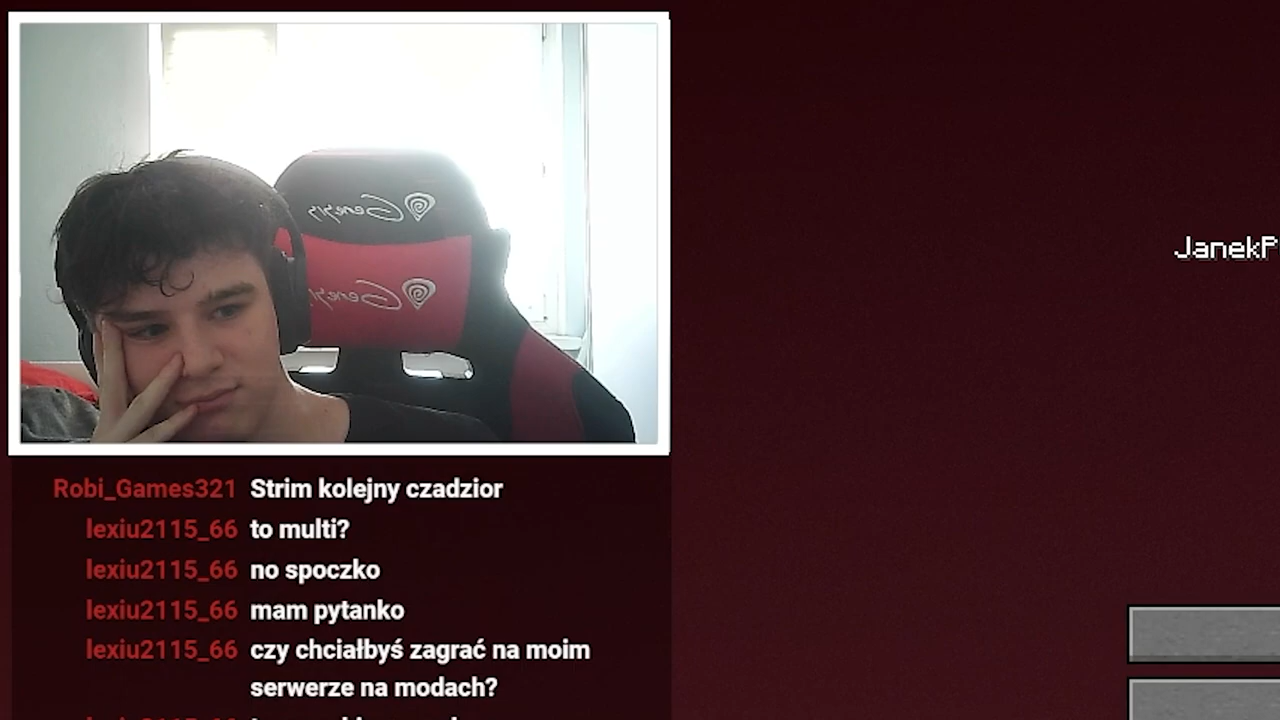 Genesis
Genesis
JanekP
Robi_Games321 Strim kolejny czadzior
lexiu2115_66 to multi?
lexiu2115_66 no spoczko
lexiu2115_66 mam pytanko
lexiu2115_66 czy chciałbyś zagrać na moim
serwerze na modach?